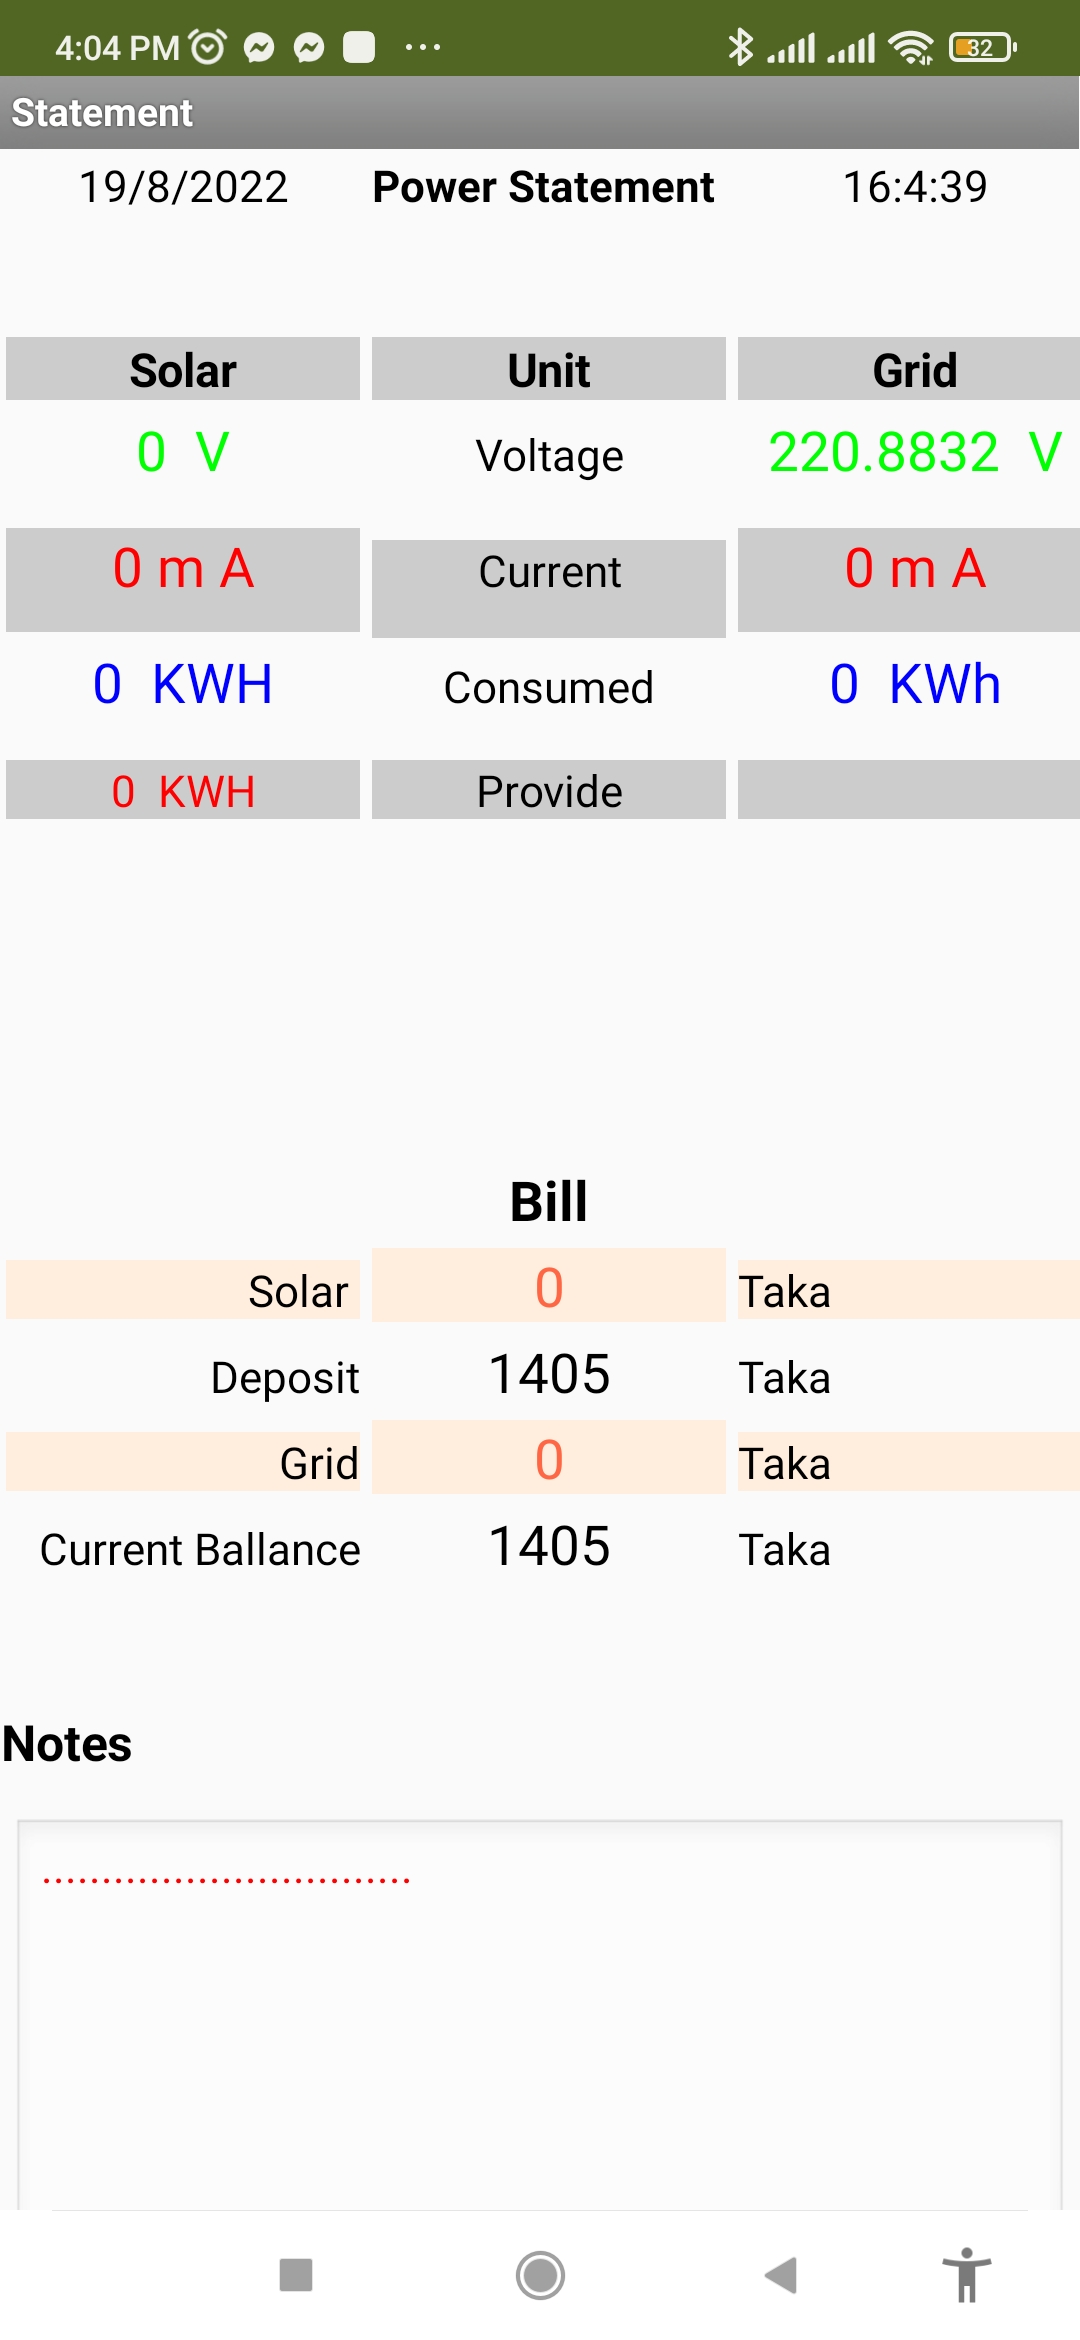 4:04 PM 32
Statement
19/8/2022 Power Statement 16:4:39
Solar Unit Grid
0 V Voltage 220.8832 V
0 m A Current 0 m A
0 KWH Consumed 0 KWh
0 KWH Provide
Bill
Solar 0 Taka
Deposit 1405 Taka
Grid 0 Taka
Current Ballance 1405 Taka
Notes
...............................